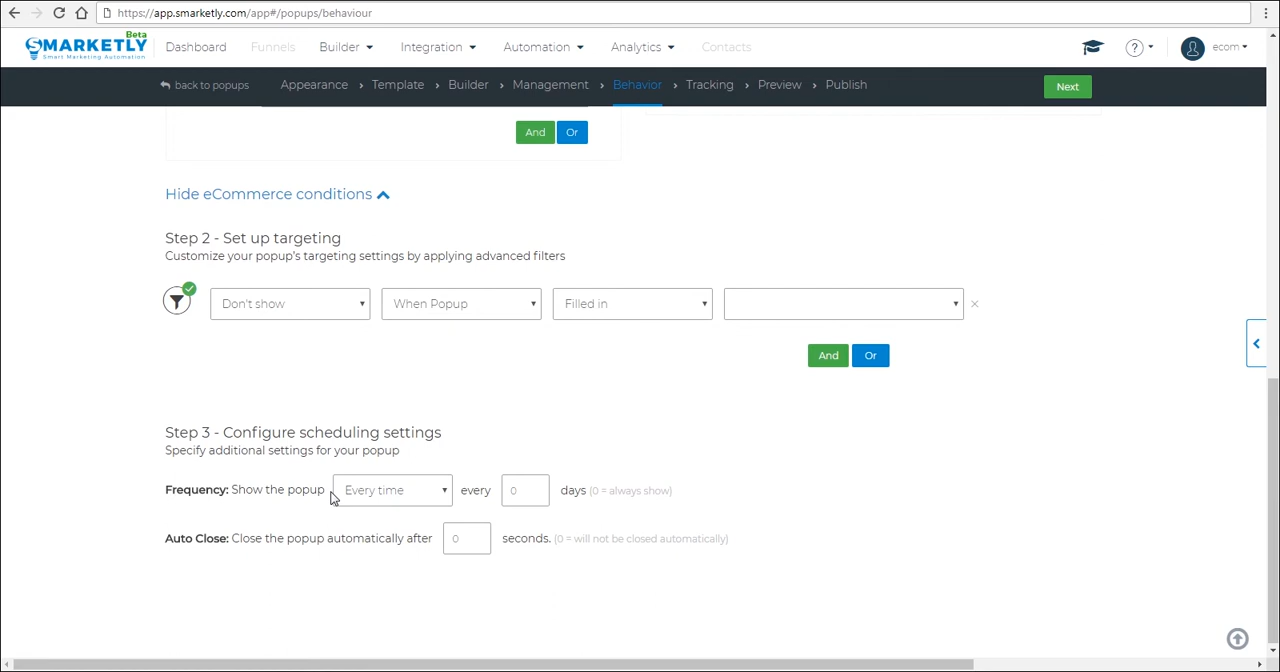 https://app.smarketly.com/app#/popups/behaviour
SMARKETLY Beta Dashboard Funnels Builder Integration Automation Analytics Contacts ? ecom
Smart Marketing Automation
back to popups Appearance › Template › Builder › Management › Behavior › Tracking › Preview › Publish Next
And Or
Hide eCommerce conditions
Step 2 - Set up targeting
Customize your popup's targeting settings by applying advanced filters
Don't show When Popup Filled in ×
And Or
Step 3 - Configure scheduling settings
Specify additional settings for your popup
Frequency: Show the popup Every time every 0 days (0 = always show)
Auto Close: Close the popup automatically after 0 seconds. (0 = will not be closed automatically)